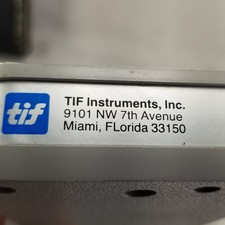 tif
TIF Instruments, Inc.
9101 NW 7th Avenue
Miami, FLorida 33150